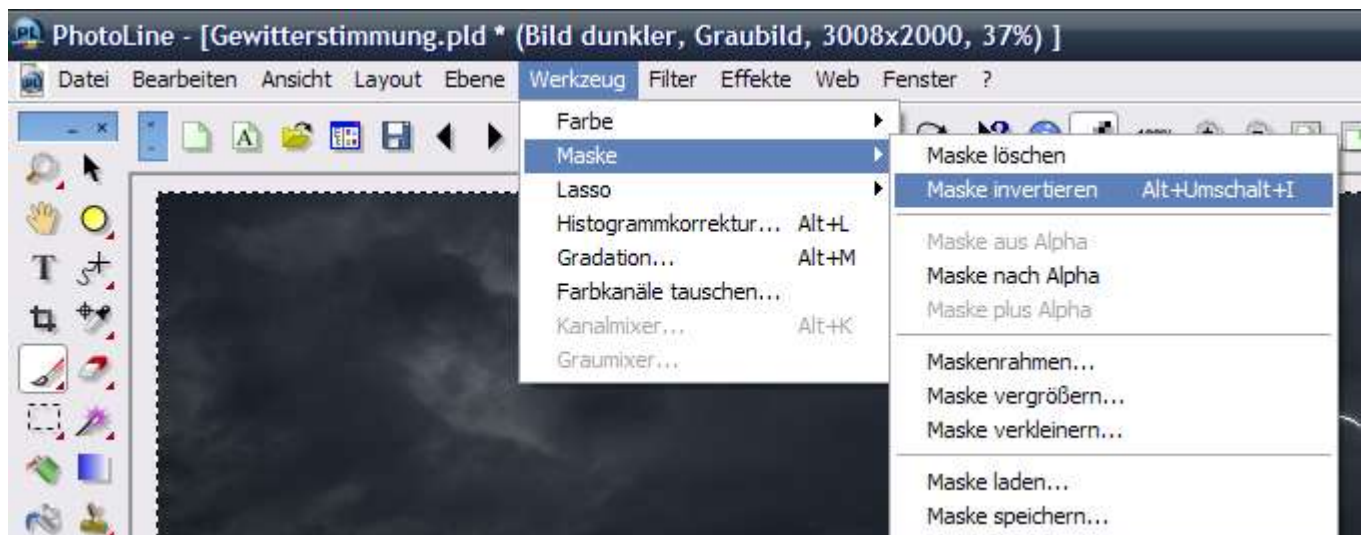 PhotoLine - [Gewitterstimmung.pld * (Bild dunkler, Graubild, 3008x2000, 37%) ]
Datei Bearbeiten Ansicht Layout Ebene Werkzeug Filter Effekte Web Fenster ?
Farbe
Maske
Lasso
Histogrammkorrektur... Alt+L
Gradation... Alt+M
Farbkanäle tauschen...
Kanalmixer... Alt+K
Graumixer...
Maske löschen
Maske invertieren Alt+Umschalt+I
Maske aus Alpha
Maske nach Alpha
Maske plus Alpha
Maskenrahmen...
Maske vergrößern...
Maske verkleinern...
Maske laden...
Maske speichern...